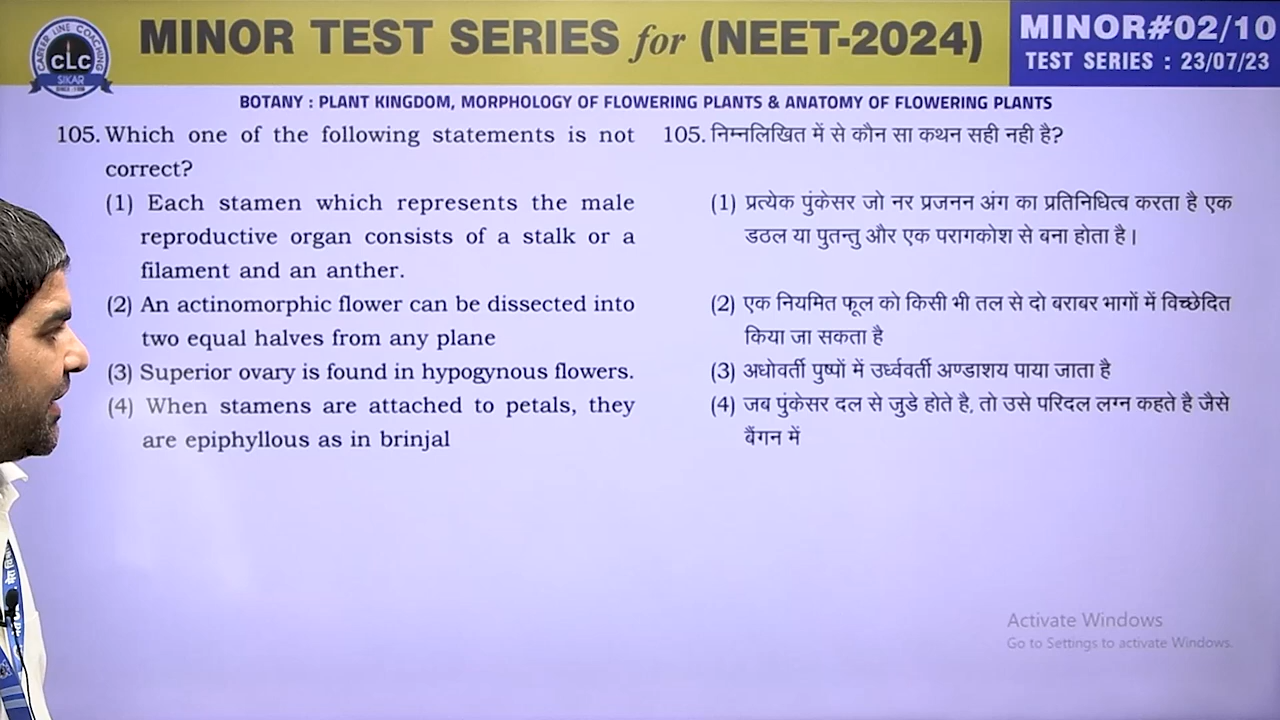 CAREER LINE COACHING
CLC
SIKAR
MINOR TEST SERIES for (NEET-2024)
MINOR#02/10
TEST SERIES : 23/07/23
BOTANY : PLANT KINGDOM, MORPHOLOGY OF FLOWERING PLANTS & ANATOMY OF FLOWERING PLANTS
105. Which one of the following statements is not
correct?
(1) Each stamen which represents the male
reproductive organ consists of a stalk or a
filament and an anther.
(2) An actinomorphic flower can be dissected into
two equal halves from any plane
(3) Superior ovary is found in hypogynous flowers.
(4) When stamens are attached to petals, they
are epiphyllous as in brinjal
105. निम्नलिखित में से कौन सा कथन सही नही है?
(1) प्रत्येक पुंकेसर जो नर प्रजनन अंग का प्रतिनिधित्व करता है एक
डठल या पुतन्तु और एक परागकोश से बना होता है।
(2) एक नियमित फूल को किसी भी तल से दो बराबर भागों में विच्छेदित
किया जा सकता है
(3) अधोवर्ती पुष्पों में उर्ध्ववर्ती अण्डाशय पाया जाता है
(4) जब पुंकेसर दल से जुडे होते है, तो उसे परिदल लग्न कहते है जैसे
बैंगन में
Activate Windows
Go to Settings to activate Windows.